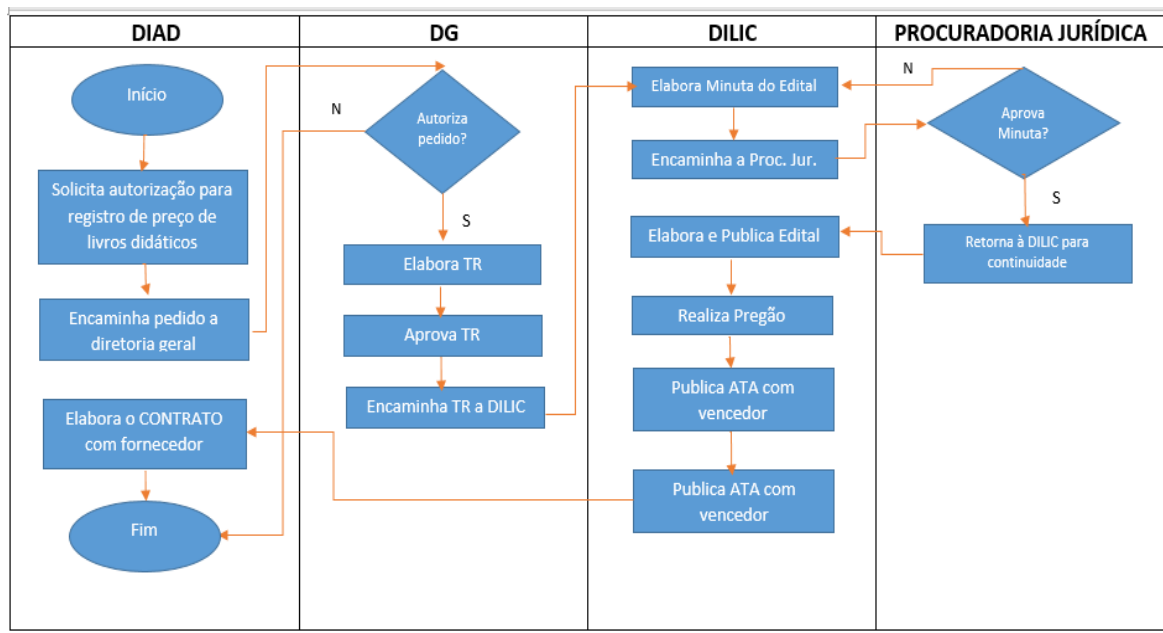 DIAD
DG
DILIC
PROCURADORIA JURÍDICA
Início
Solicita autorização para
registro de preço de
livros didáticos
Encaminha pedido a
diretoria geral
Elabora o CONTRATO
com fornecedor
Fim
N
Autoriza
pedido?
S
Elabora TR
Aprova TR
Encaminha TR a DILIC
Elabora Minuta do Edital
Encaminha a Proc. Jur.
Elabora e Publica Edital
Realiza Pregão
Publica ATA com
vencedor
Publica ATA com
vencedor
N
Aprova
Minuta?
S
Retorna à DILIC para
continuidade